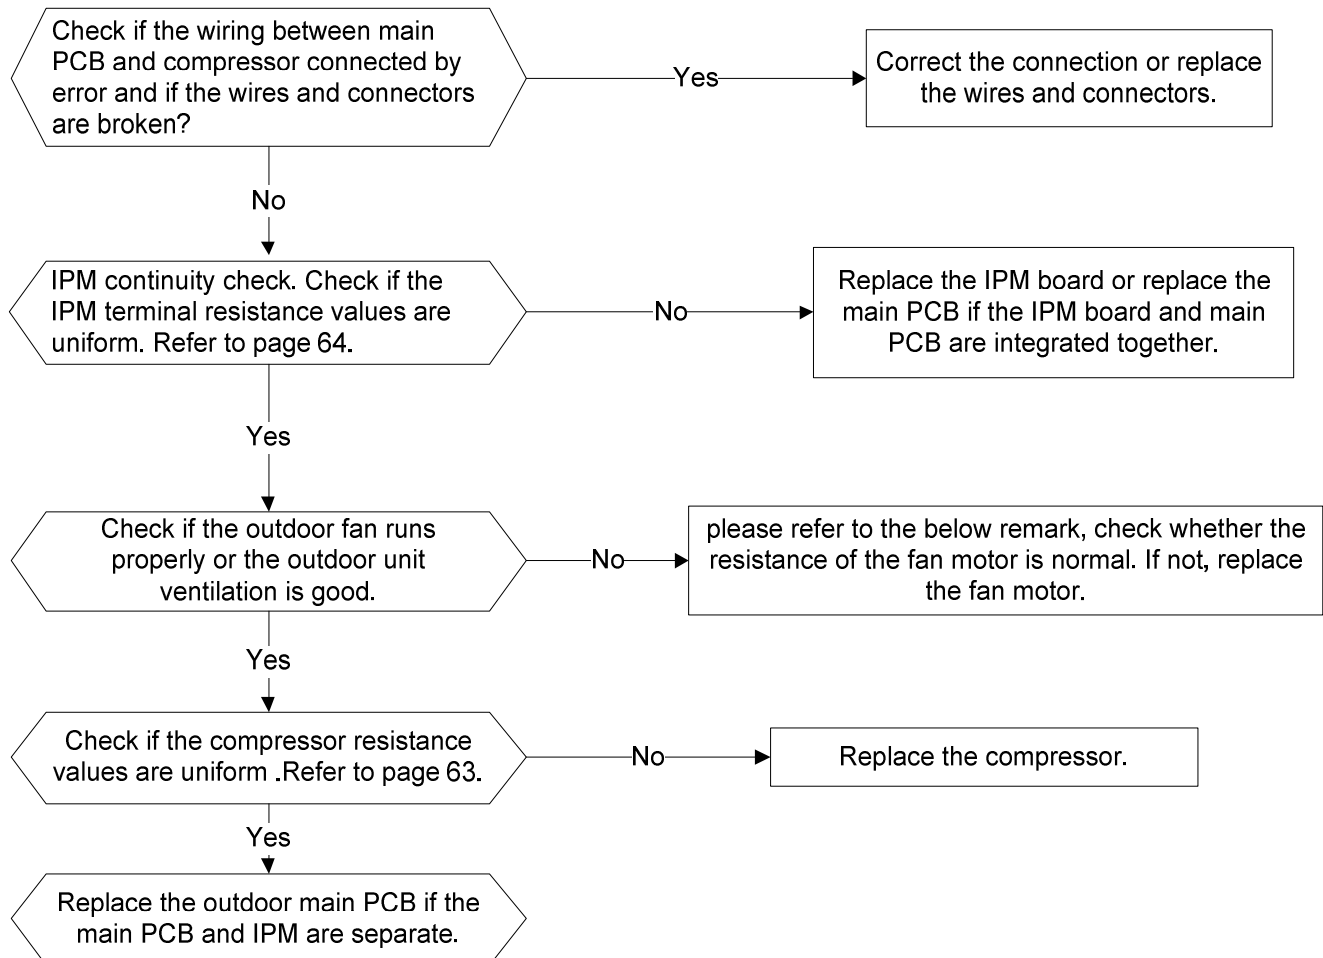 Check if the wiring between main
PCB and compressor connected by
error and if the wires and connectors
are broken?
Yes
Correct the connection or replace
the wires and connectors.
No
IPM continuity check. Check if the
IPM terminal resistance values are
uniform. Refer to page 64.
No
Replace the IPM board or replace the
main PCB if the IPM board and main
PCB are integrated together.
Yes
Check if the outdoor fan runs
properly or the outdoor unit
ventilation is good.
No
please refer to the below remark, check whether the
resistance of the fan motor is normal. If not, replace
the fan motor.
Yes
Check if the compressor resistance
values are uniform .Refer to page 63.
No
Replace the compressor.
Yes
Replace the outdoor main PCB if the
main PCB and IPM are separate.